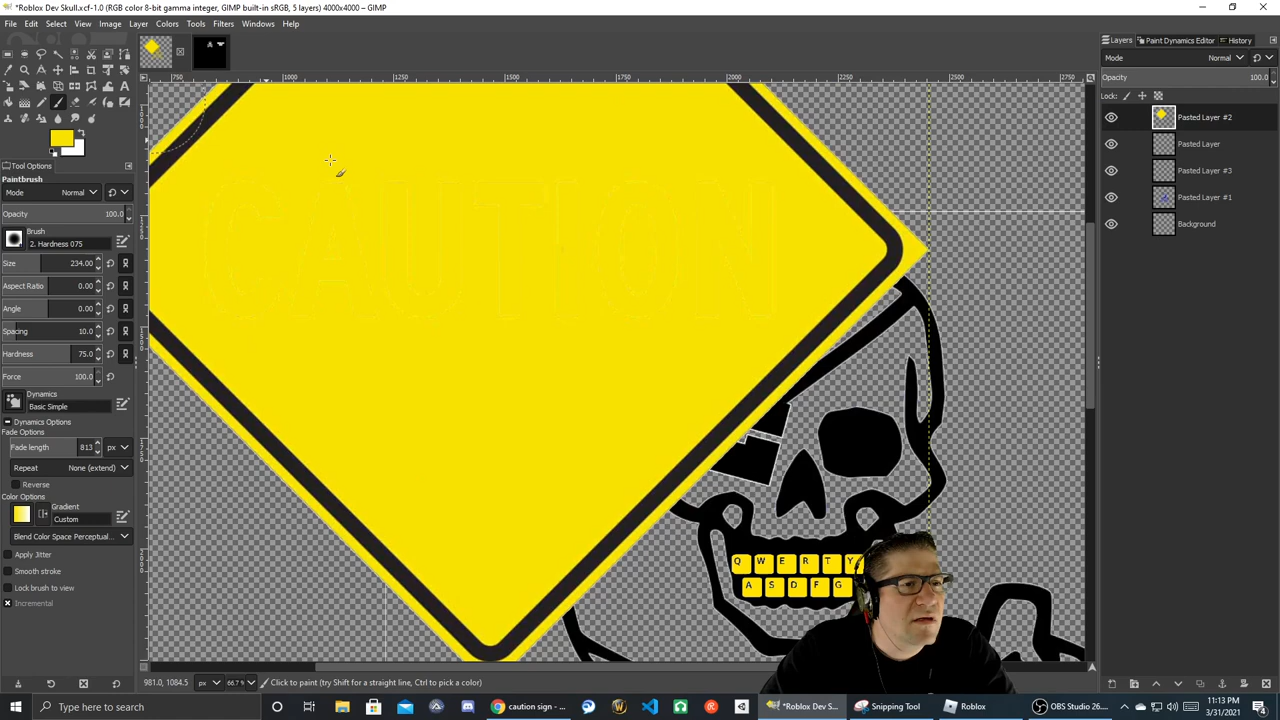 *Roblox Dev Skull.xcf-1.0 (RGB color 8-bit gamma integer, GIMP built-in sRGB, 5 layers) 4000x4000 – GIMP
File Edit Select View Image Layer Colors Tools Filters Windows Help
750 1000 1250 1500 1750 2000 2250 2500 2750
Tool Options
Paintbrush
Mode Normal
Opacity 100.0
Brush
2. Hardness 075
Size 234.00
Aspect Ratio 0.00
Angle 0.00
Spacing 10.0
Hardness 75.0
Force 100.0
Dynamics
Basic Simple
Dynamics Options
Fade Options
Fade length 813 px
Repeat None (extend)
Reverse
Color Options
Gradient
Custom
Blend Color Space Perceptual...
Apply Jitter
Smooth stroke
Lock brush to view
Incremental
CAUTION
Q W E R T Y
A S D F G
981.0, 1084.5 px 66.7 % Click to paint (try Shift for a straight line, Ctrl to pick a color)
Layers Paint Dynamics Editor History
Mode Normal
Opacity 100.0
Lock:
Pasted Layer #2
Pasted Layer
Pasted Layer #3
Pasted Layer #1
Background
Type here to search
caution sign - ...
*Roblox Dev S...
Snipping Tool
Roblox
OBS Studio 26...
11:13 PM
3/31/2021